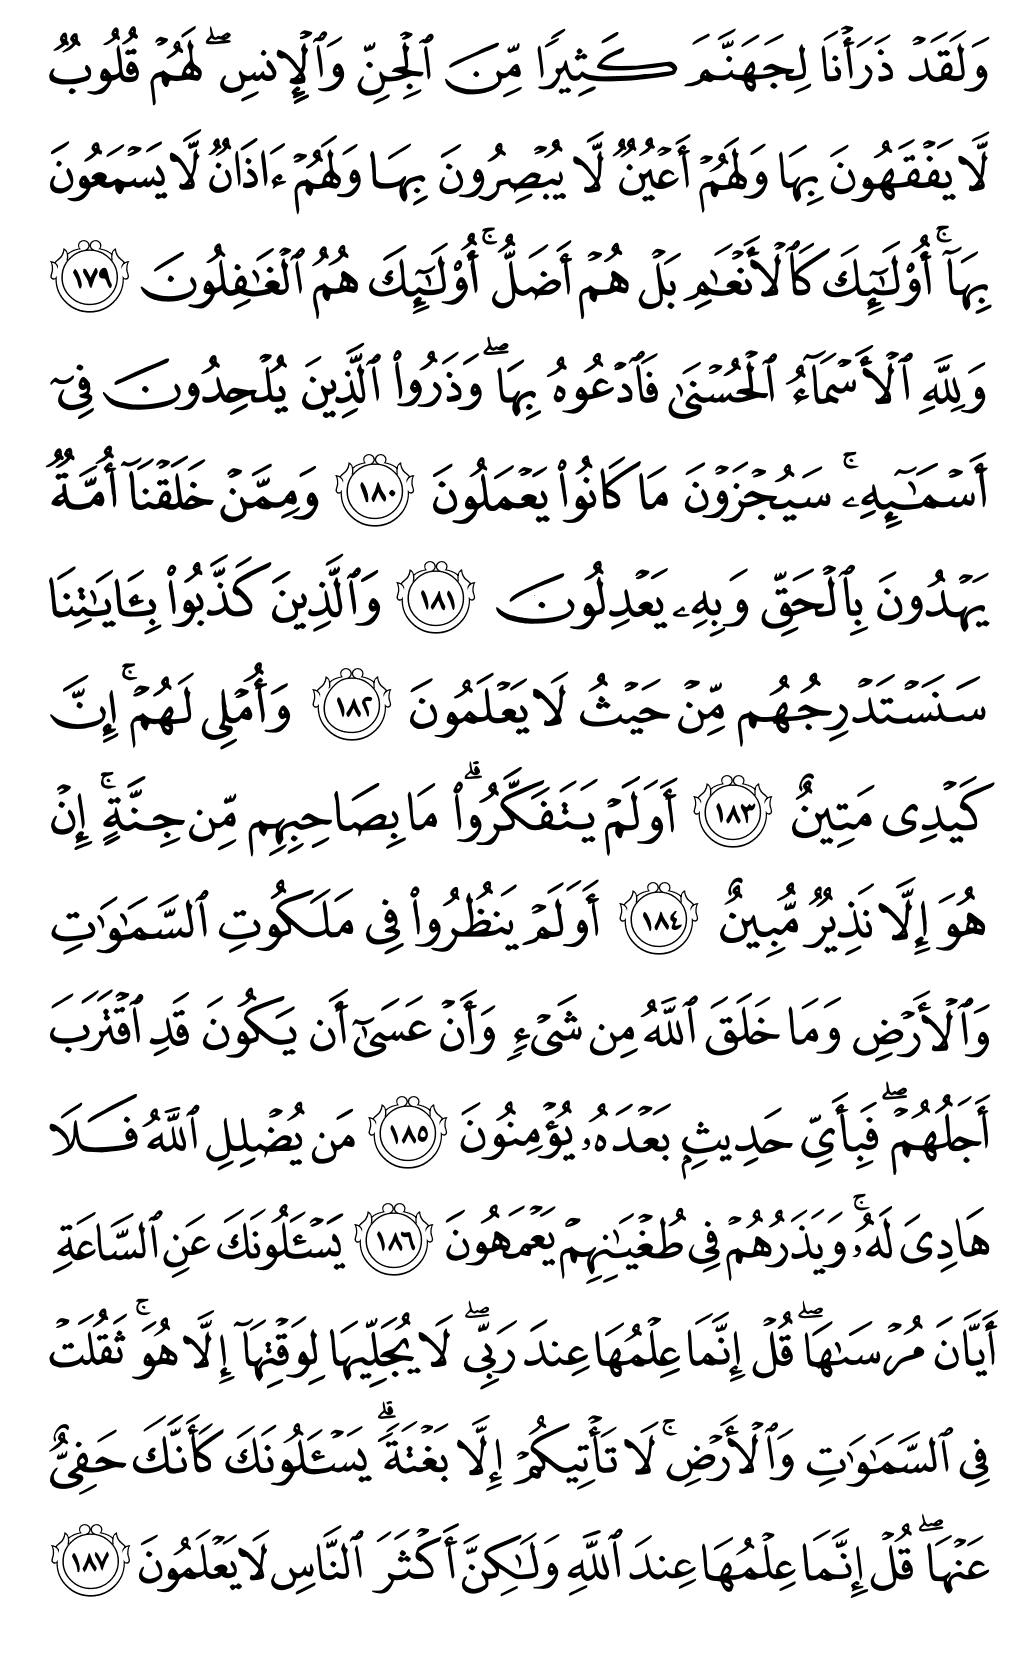 وَلَقَدۡ ذَرَأۡنَا لِجَهَنَّمَ كَثِيرٗا مِّنَ ٱلۡجِنِّ وَٱلۡإِنسِۖ لَهُمۡ قُلُوبٞ
لَّا يَفۡقَهُونَ بِهَا وَلَهُمۡ أَعۡيُنٞ لَّا يُبۡصِرُونَ بِهَا وَلَهُمۡ ءَاذَانٞ لَّا يَسۡمَعُونَ
بِهَآۚ أُوْلَٰٓئِكَ كَٱلۡأَنۡعَٰمِ بَلۡ هُمۡ أَضَلُّۚ أُوْلَٰٓئِكَ هُمُ ٱلۡغَٰفِلُونَ ١٧٩
وَلِلَّهِ ٱلۡأَسۡمَآءُ ٱلۡحُسۡنَىٰ فَٱدۡعُوهُ بِهَاۖ وَذَرُواْ ٱلَّذِينَ يُلۡحِدُونَ فِيٓ
أَسۡمَٰٓئِهِۦۚ سَيُجۡزَوۡنَ مَا كَانُواْ يَعۡمَلُونَ ١٨٠ وَمِمَّنۡ خَلَقۡنَآ أُمَّةٞ
يَهۡدُونَ بِٱلۡحَقِّ وَبِهِۦ يَعۡدِلُونَ ١٨١ وَٱلَّذِينَ كَذَّبُواْ بِـَٔايَٰتِنَا
سَنَسۡتَدۡرِجُهُم مِّنۡ حَيۡثُ لَا يَعۡلَمُونَ ١٨٢ وَأُمۡلِي لَهُمۡۚ إِنَّ
كَيۡدِي مَتِينٌ ١٨٣ أَوَلَمۡ يَتَفَكَّرُواْۗ مَا بِصَاحِبِهِم مِّن جِنَّةٍۚ إِنۡ
هُوَ إِلَّا نَذِيرٞ مُّبِينٌ ١٨٤ أَوَلَمۡ يَنظُرُواْ فِي مَلَكُوتِ ٱلسَّمَٰوَٰتِ
وَٱلۡأَرۡضِ وَمَا خَلَقَ ٱللَّهُ مِن شَيۡءٖ وَأَنۡ عَسَىٰٓ أَن يَكُونَ قَدِ ٱقۡتَرَبَ
أَجَلُهُمۡۖ فَبِأَيِّ حَدِيثِۭ بَعۡدَهُۥ يُؤۡمِنُونَ ١٨٥ مَن يُضۡلِلِ ٱللَّهُ فَلَا
هَادِيَ لَهُۥۚ وَيَذَرُهُمۡ فِي طُغۡيَٰنِهِمۡ يَعۡمَهُونَ ١٨٦ يَسۡـَٔلُونَكَ عَنِ ٱلسَّاعَةِ
أَيَّانَ مُرۡسَىٰهَاۖ قُلۡ إِنَّمَا عِلۡمُهَا عِندَ رَبِّيۖ لَا يُجَلِّيهَا لِوَقۡتِهَآ إِلَّا هُوَۚ ثَقُلَتۡ
فِي ٱلسَّمَٰوَٰتِ وَٱلۡأَرۡضِۚ لَا تَأۡتِيكُمۡ إِلَّا بَغۡتَةٗۗ يَسۡـَٔلُونَكَ كَأَنَّكَ حَفِيٌّ
عَنۡهَاۖ قُلۡ إِنَّمَا عِلۡمُهَا عِندَ ٱللَّهِ وَلَٰكِنَّ أَكۡثَرَ ٱلنَّاسِ لَا يَعۡلَمُونَ ١٨٧